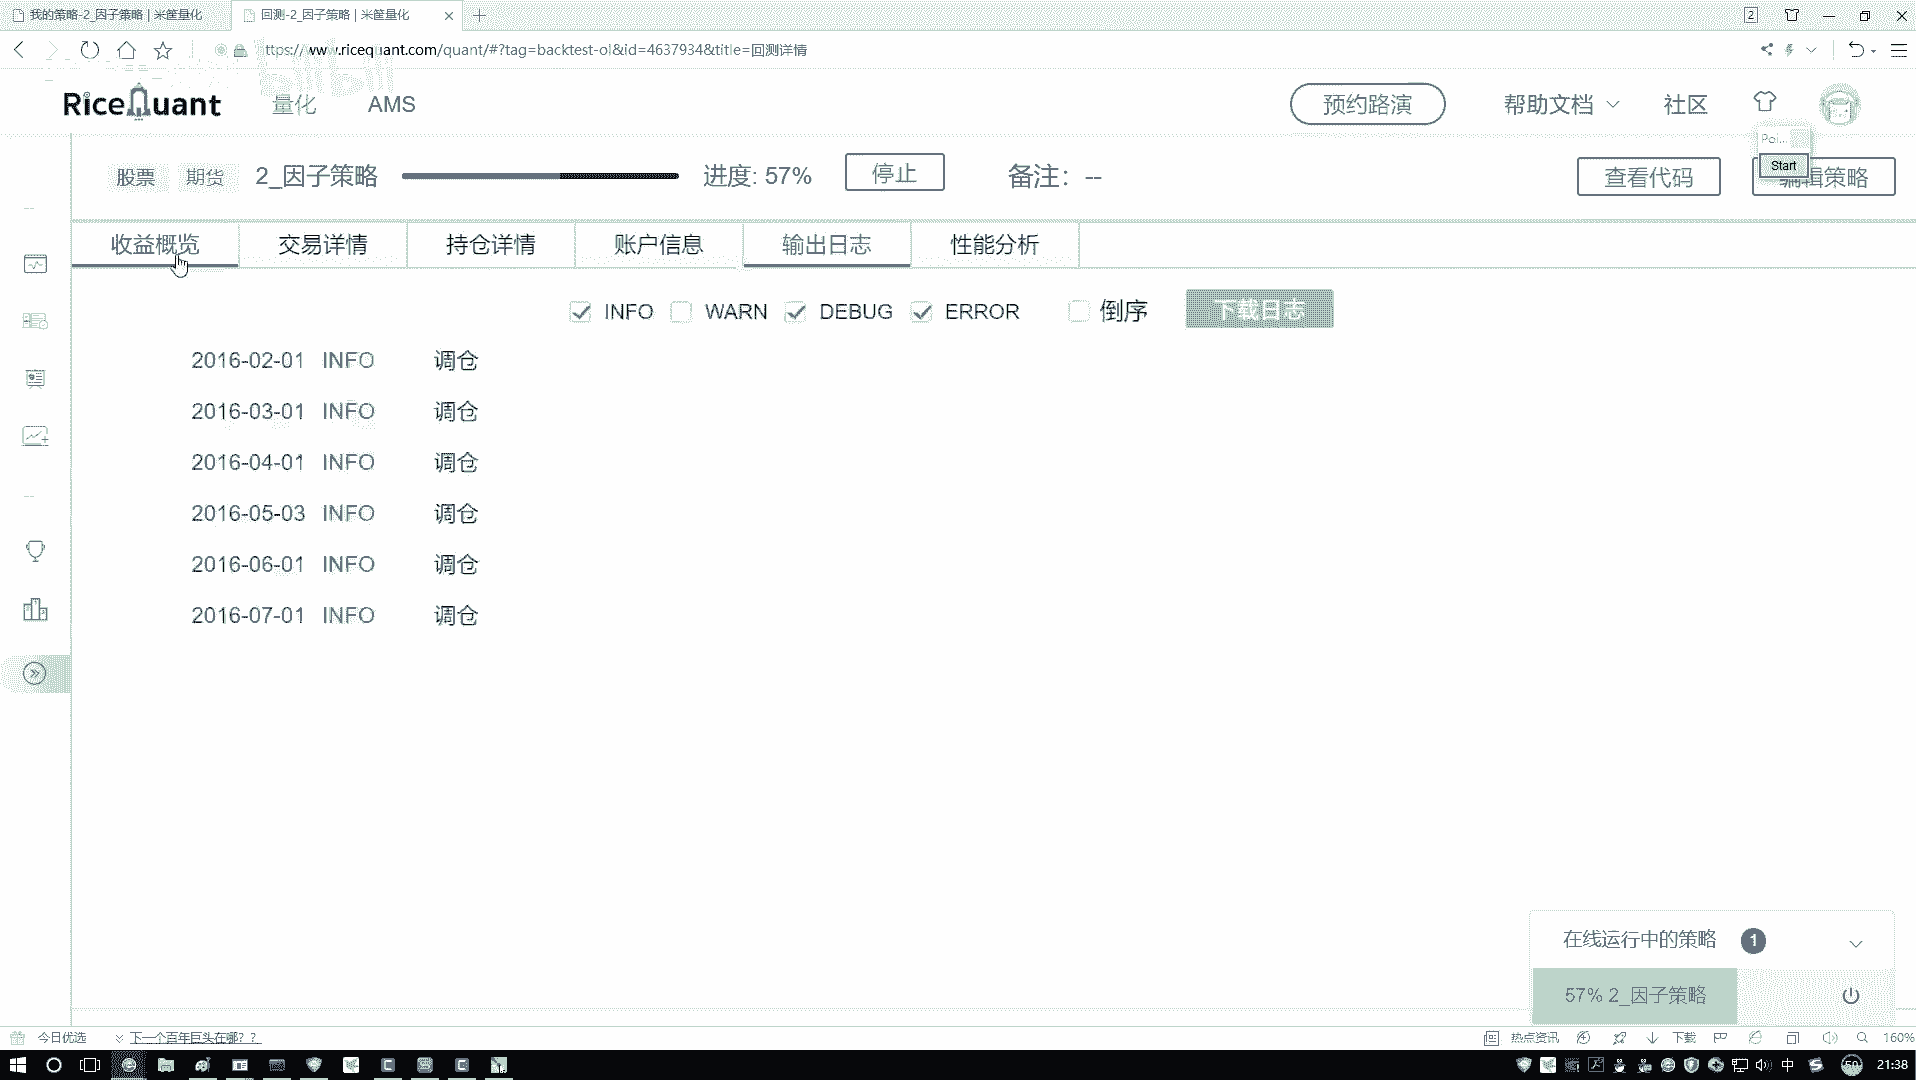 我的策略-2_因子策略 | 米筐量化
回测-2_因子策略 | 米筐量化
2
ttps://www.ricequant.com/quant/#?tag=backtest-ol&id=4637934&title=回测详情
RiceQuant
量化
AMS
预约路演
帮助文档
社区
Poi...
Start
股票
期货
2_因子策略
进度: 57%
停止
备注：--
查看代码
编辑策略
收益概览
交易详情
持仓详情
账户信息
输出日志
性能分析
INFO
WARN
DEBUG
ERROR
倒序
下载日志
2016-02-01 INFO 调仓
2016-03-01 INFO 调仓
2016-04-01 INFO 调仓
2016-05-03 INFO 调仓
2016-06-01 INFO 调仓
2016-07-01 INFO 调仓
在线运行中的策略 1
57% 2_因子策略
今日优选
下一个百年巨头在哪？？
热点资讯
下载
160%
中
21:38